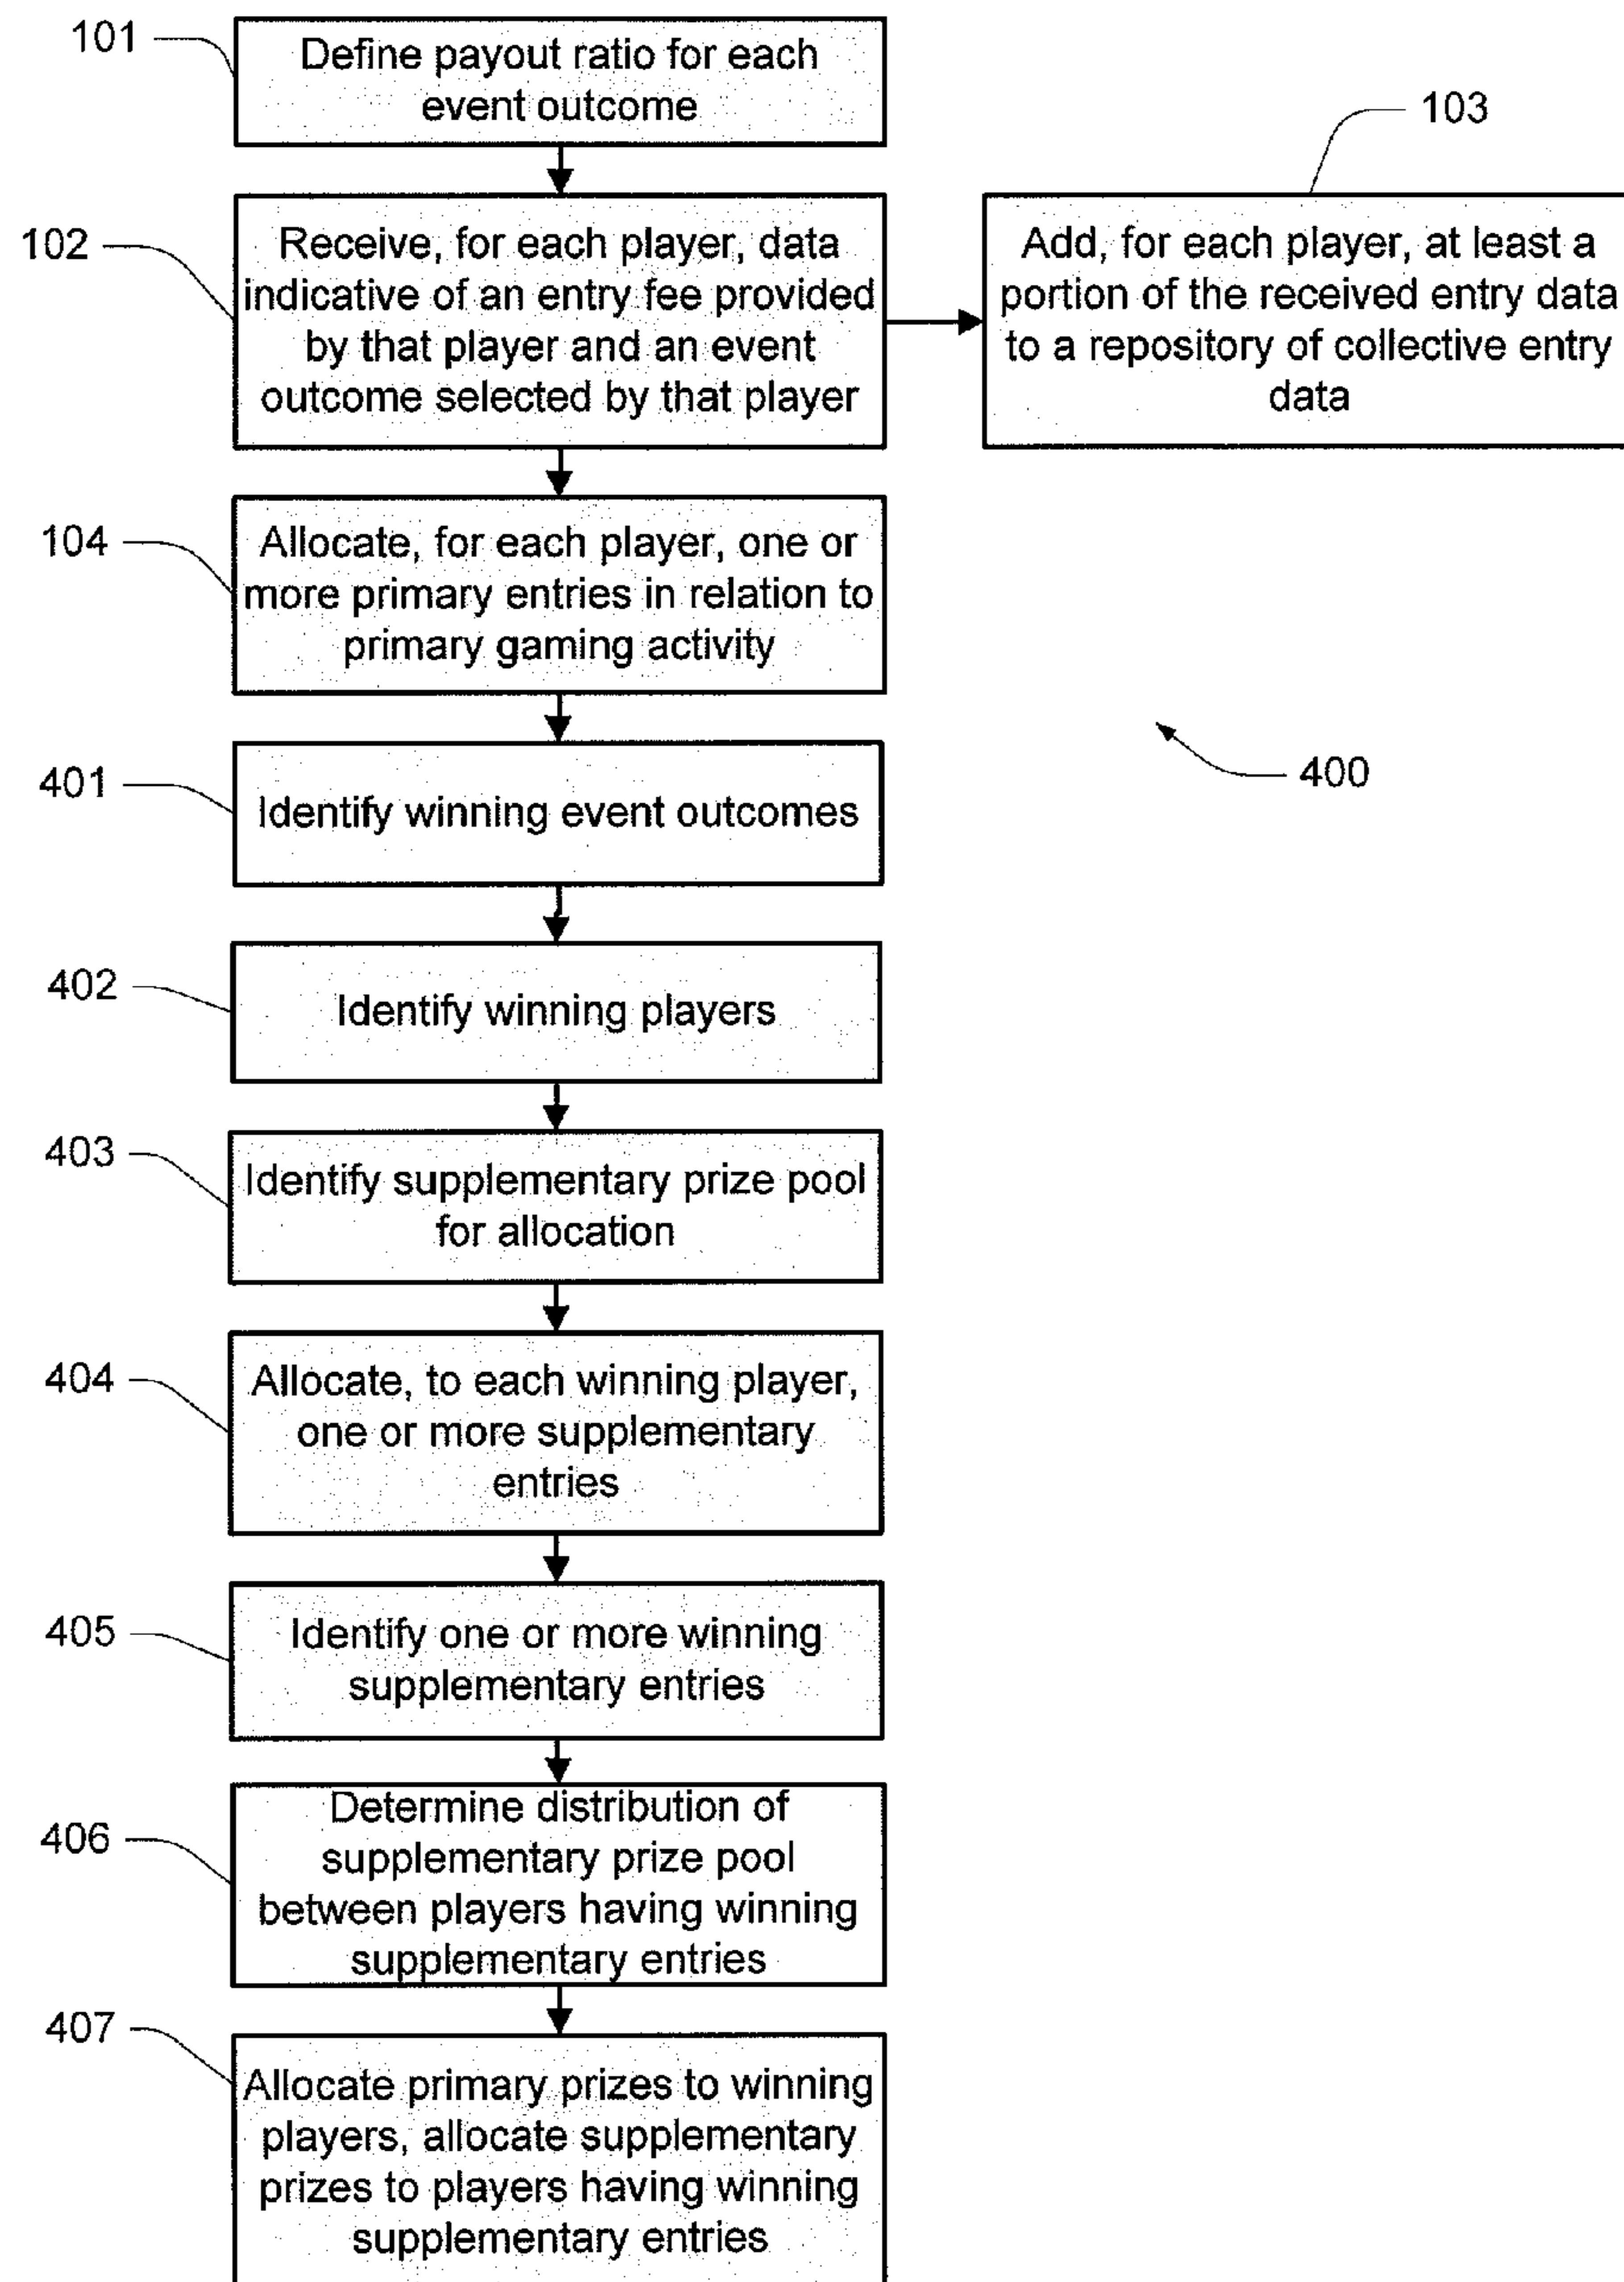 101
Define payout ratio for each
event outcome
103
102
Receive, for each player, data
indicative of an entry fee provided
by that player and an event
outcome selected by that player
Add, for each player, at least a
portion of the received entry data
to a repository of collective entry
data
104
Allocate, for each player, one or
more primary entries in relation to
primary gaming activity
400
401
Identify winning event outcomes
402
Identify winning players
403
Identify supplementary prize pool
for allocation
404
Allocate, to each winning player,
one or more supplementary
entries
405
Identify one or more winning
supplementary entries
406
Determine distribution of
supplementary prize pool
between players having winning
supplementary entries
407
Allocate primary prizes to winning
players, allocate supplementary
prizes to players having winning
supplementary entries